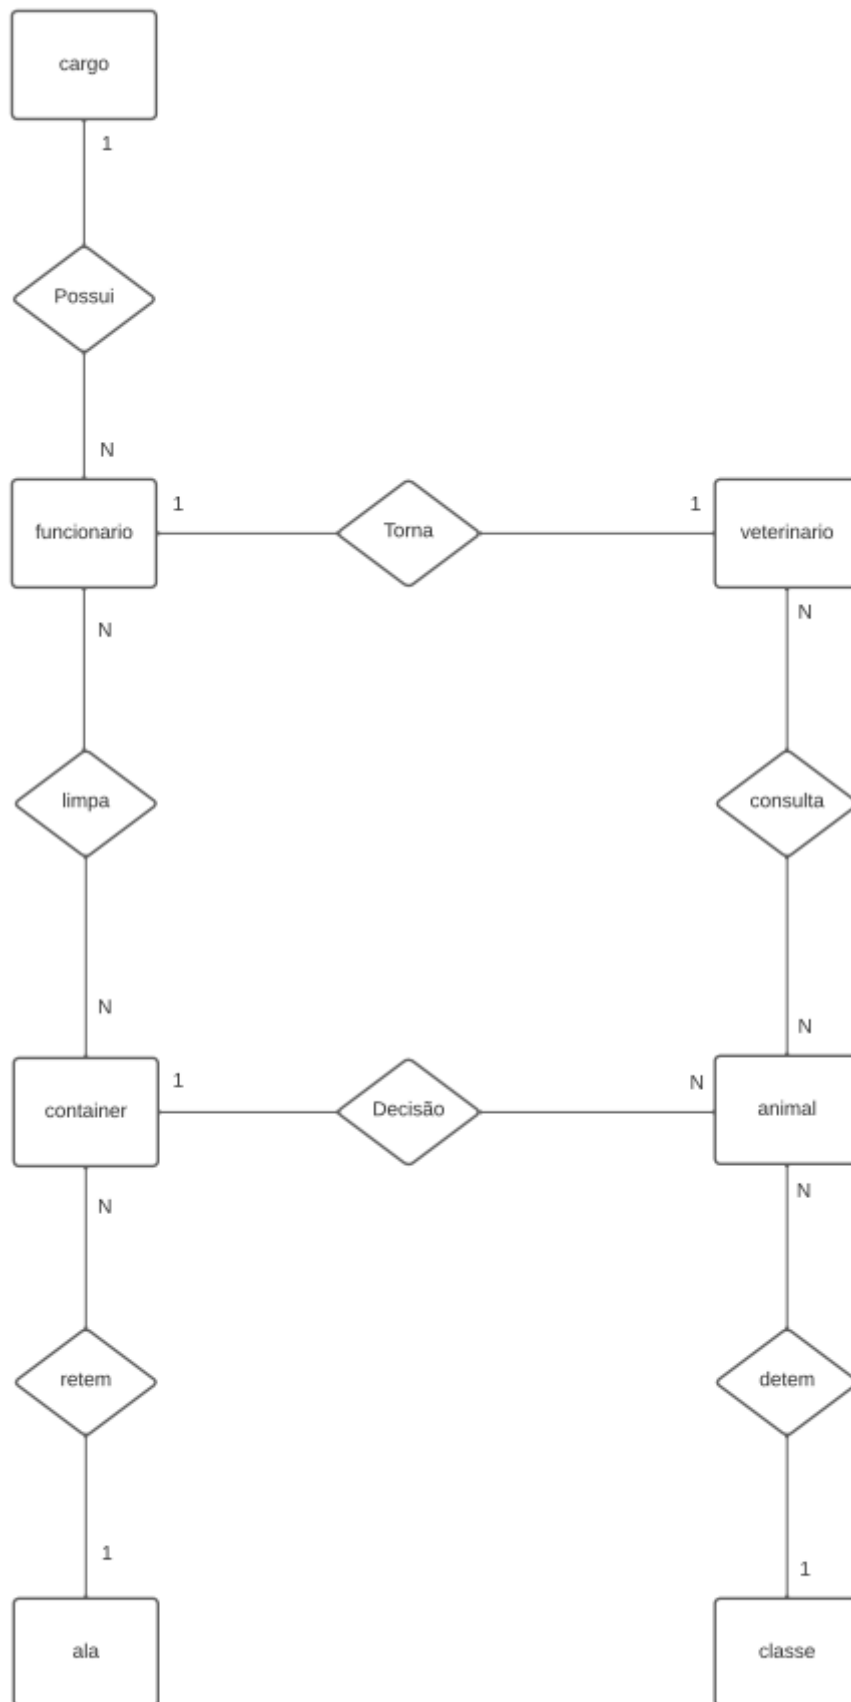 cargo
1
Possui
N
funcionario
1
Torna
1
veterinario
N
N
limpa
consulta
N
N
container
1
Decisão
N
animal
N
N
retem
detem
1
1
ala
classe